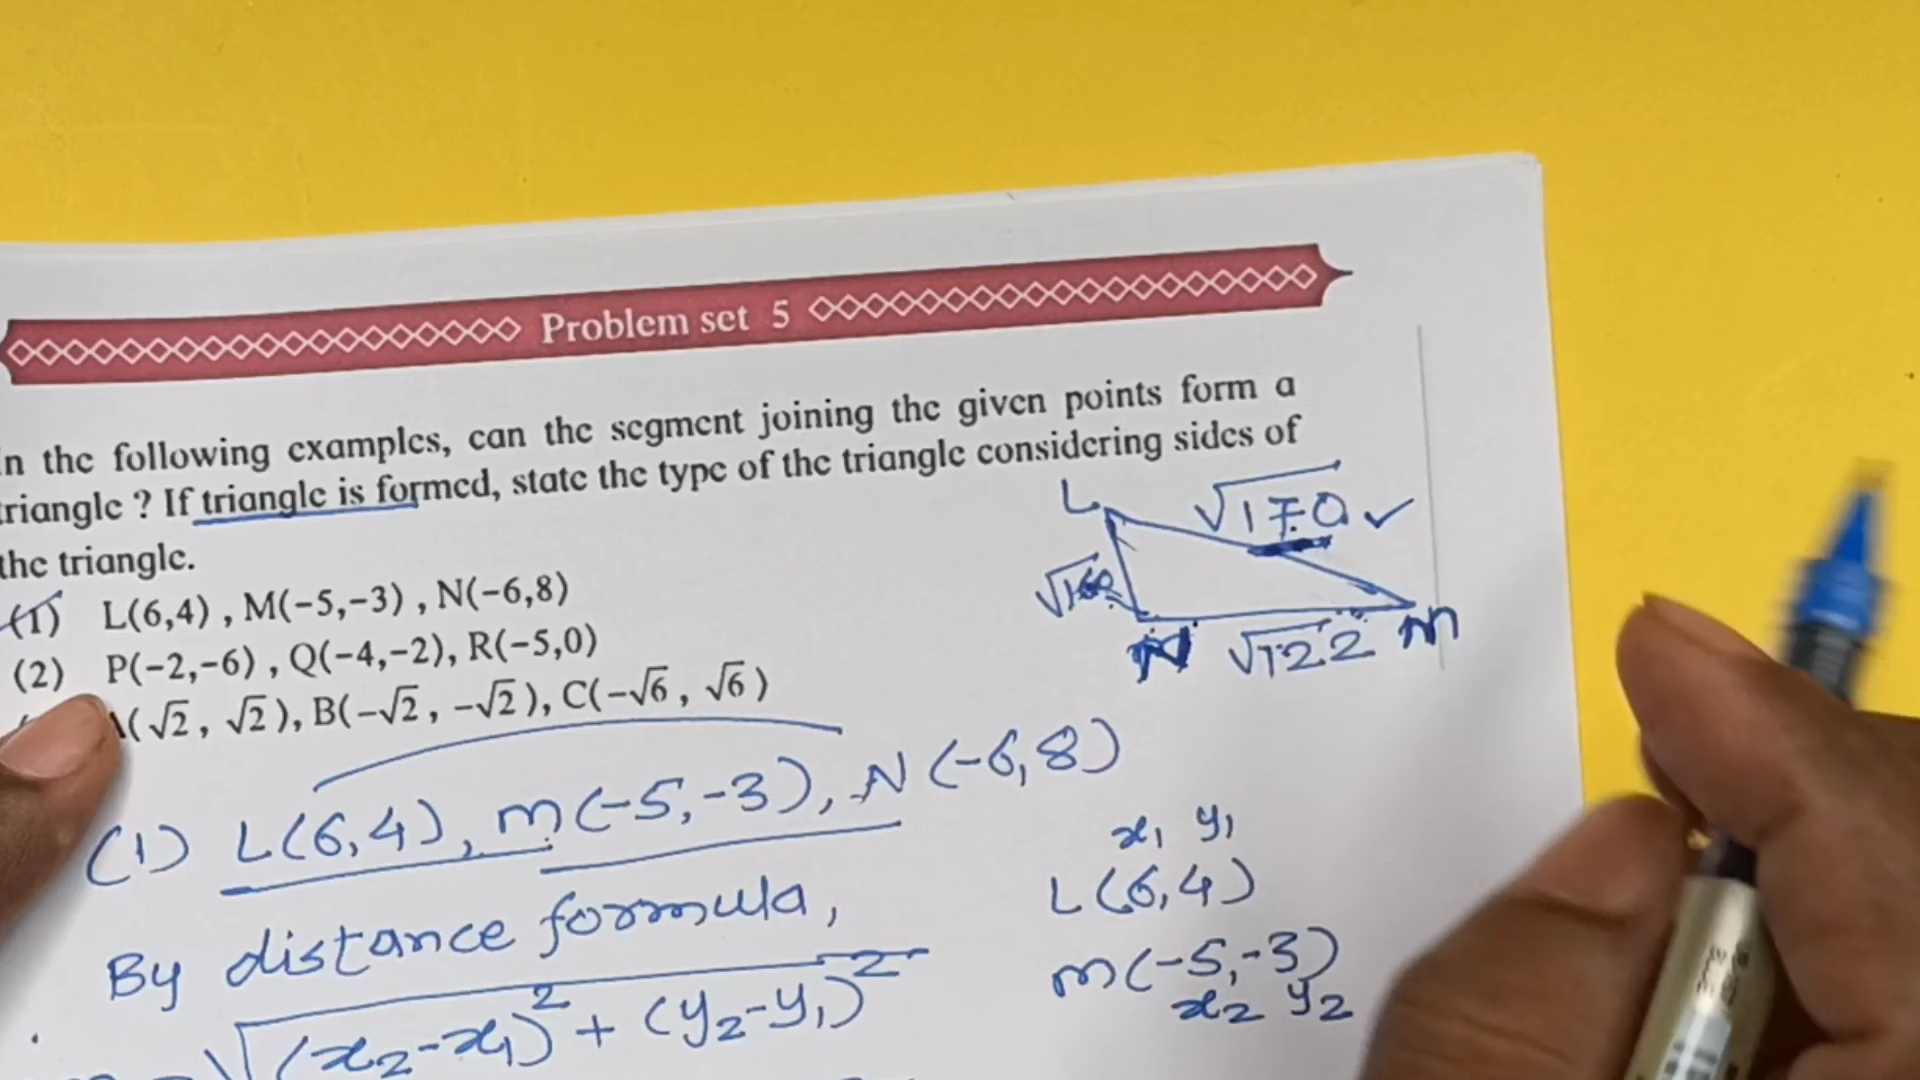 Problem set 5
n the following examples, can the segment joining the given points form a
triangle ? If triangle is formed, state the type of the triangle considering sides of
the triangle.
(1) L(6,4) , M(-5,-3) , N(-6,8)
(2) P(-2,-6) , Q(-4,-2), R(-5,0)
A(√2 , √2 ), B(-√2 , -√2 ), C(-√6 , √6 )
L √170 ✓
√160
N √122 m
(1) L(6,4), m(-5,-3), N(-6,8)
By distance formula,
√(x₂-x₁)² + (y₂-y₁)²
x₁ y₁
L(6,4)
m(-5,-3)
x₂ y₂